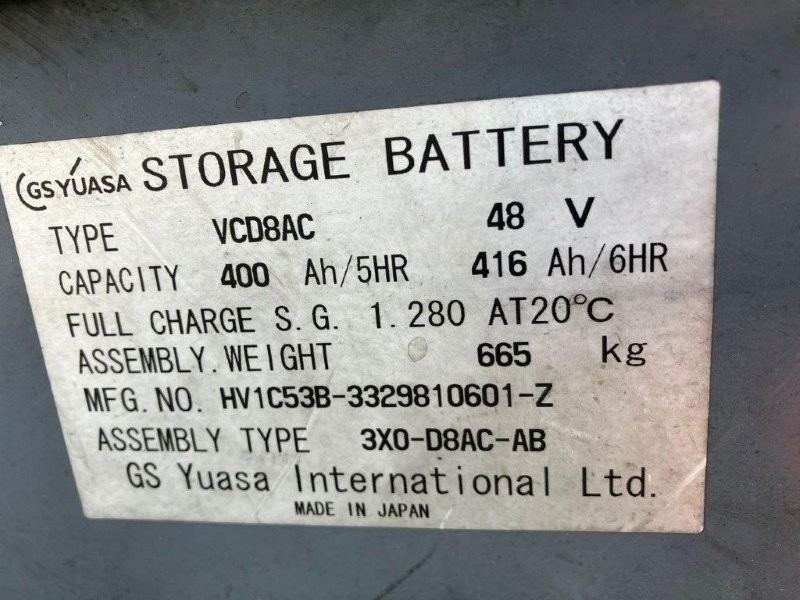 GS YUASA STORAGE BATTERY
TYPE VCD8AC 48 V
CAPACITY 400 Ah/5HR 416 Ah/6HR
FULL CHARGE S.G. 1.280 AT20°C
ASSEMBLY.WEIGHT 665 kg
MFG.NO. HV1C53B-3329810601-Z
ASSEMBLY TYPE 3X0-D8AC-AB
GS Yuasa International Ltd.
MADE IN JAPAN